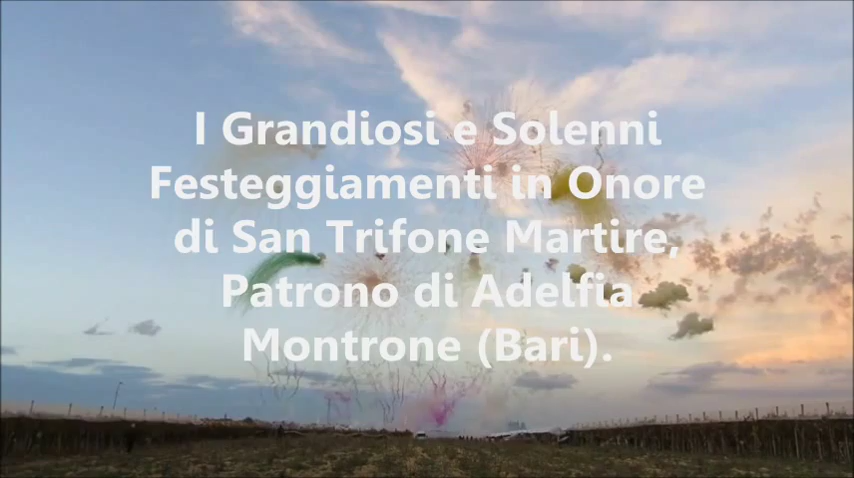 I Grandiosi e Solenni
Festeggiamenti in Onore
di San Trifone Martire,
Patrono di Adelfia
Montrone (Bari).